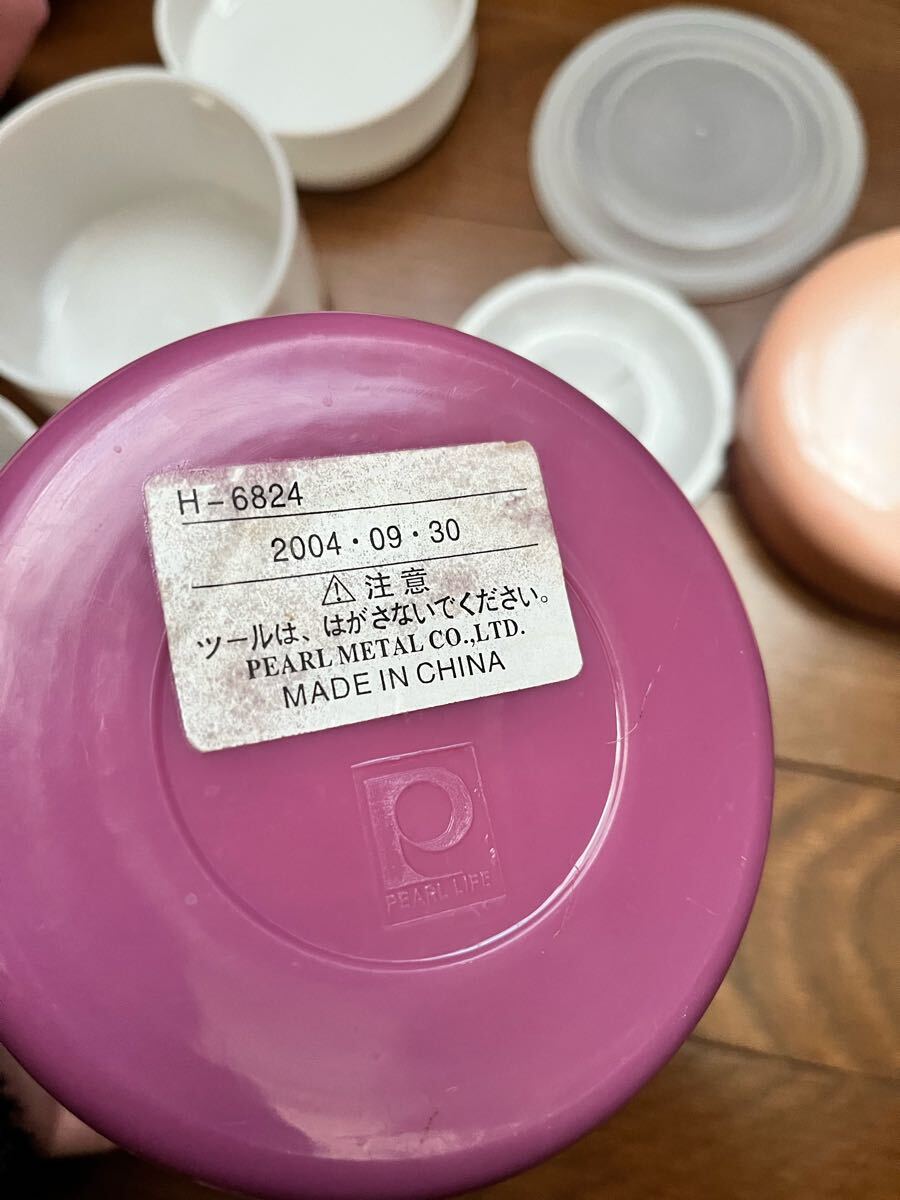 H-6824
2004・09・30
⚠注意
ツールは、はがさないでください。
PEARL METAL CO.,LTD.
MADE IN CHINA
P
PEARL LIFE